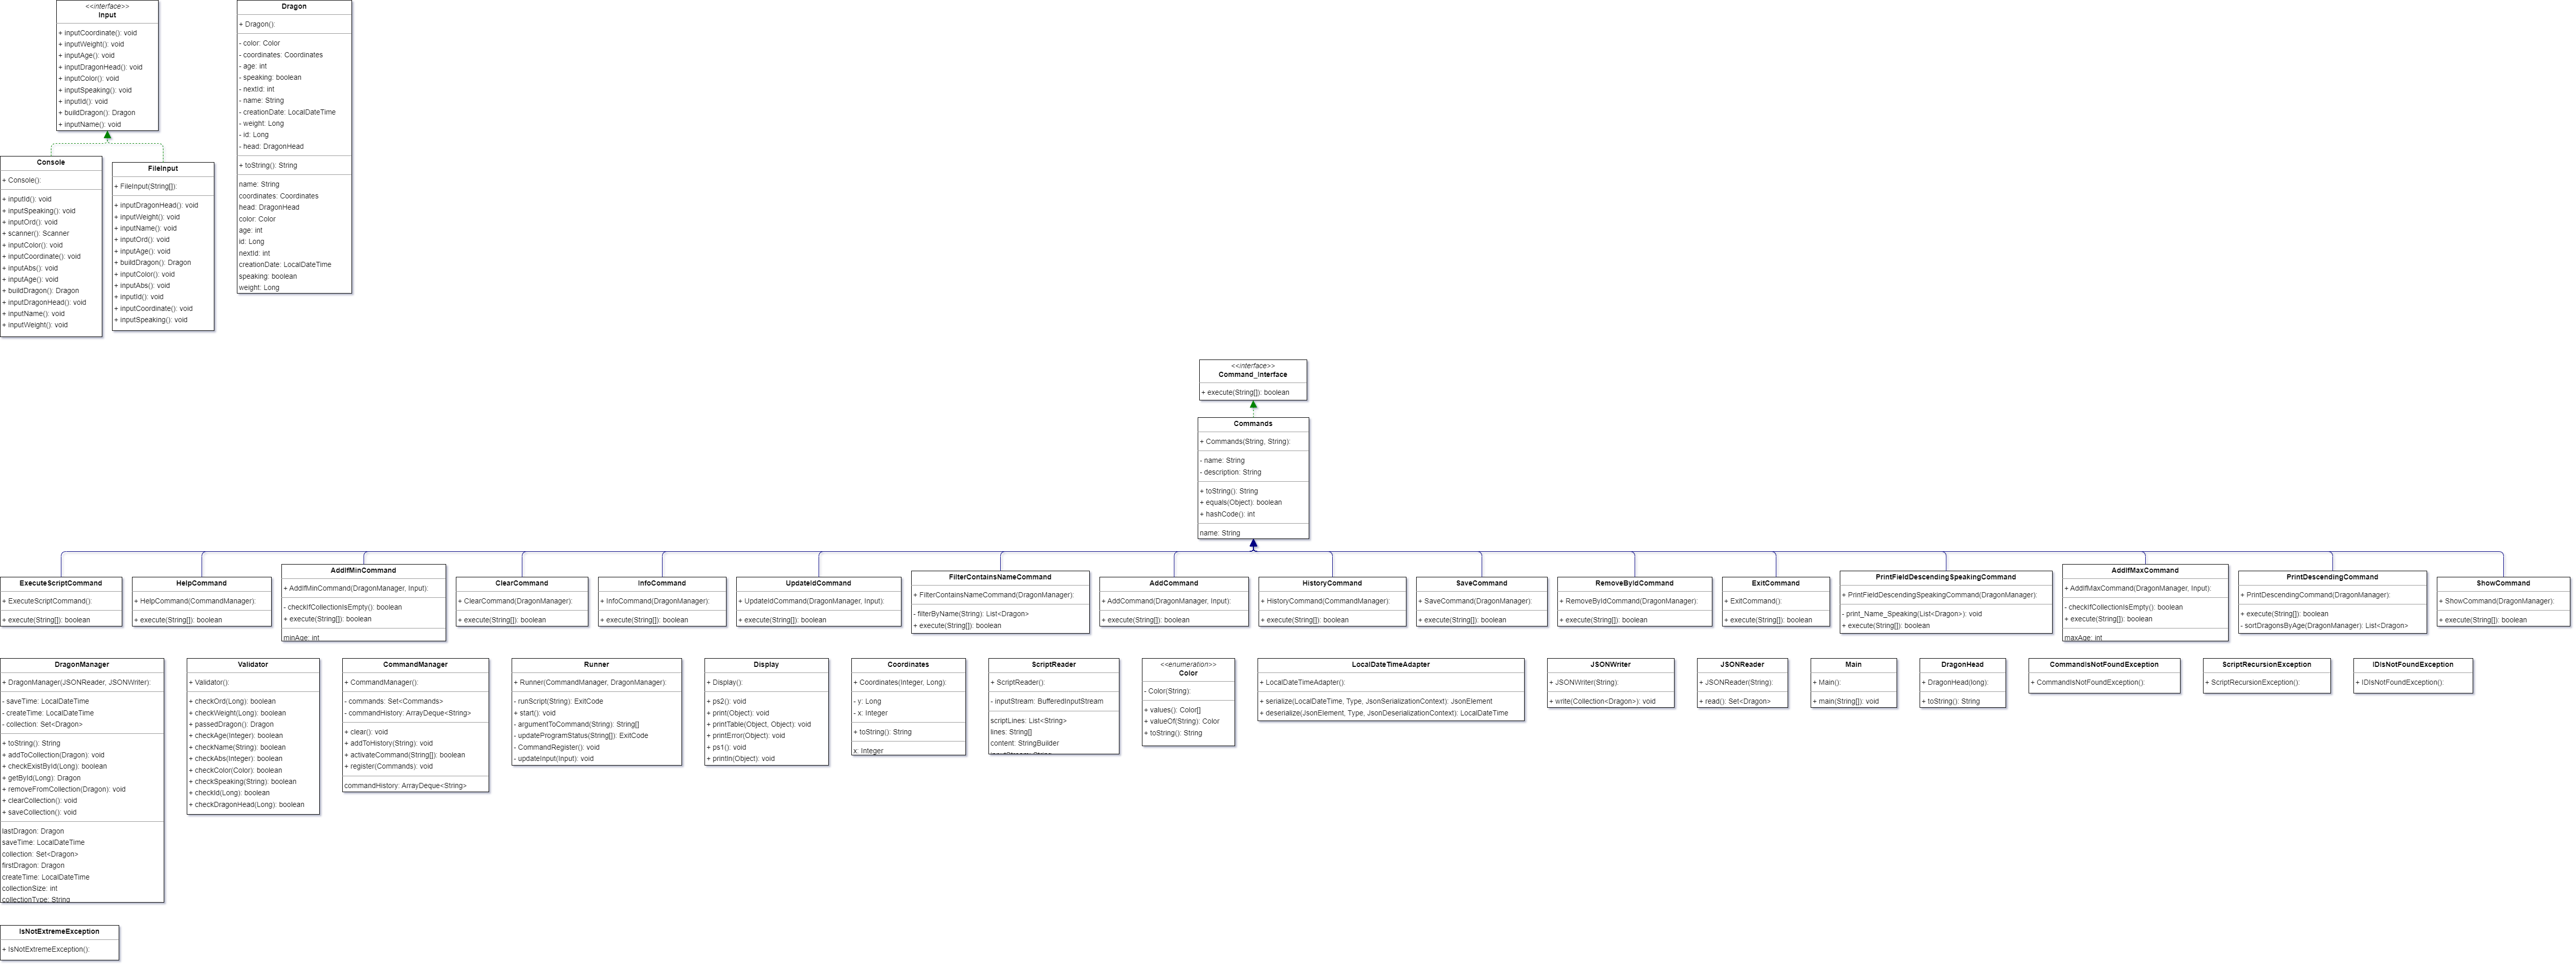 <<interface>>
Input
+ inputCoordinate(): void
+ inputWeight(): void
+ inputAge(): void
+ inputDragonHead(): void
+ inputColor(): void
+ inputSpeaking(): void
+ inputId(): void
+ buildDragon(): Dragon
+ inputName(): void
Dragon
+ Dragon():
- color: Color
- coordinates: Coordinates
- age: int
- speaking: boolean
- nextId: int
- name: String
- creationDate: LocalDateTime
- weight: Long
- id: Long
- head: DragonHead
+ toString(): String
name: String
coordinates: Coordinates
head: DragonHead
color: Color
age: int
id: Long
nextId: int
creationDate: LocalDateTime
speaking: boolean
weight: Long
Console
+ Console():
+ inputId(): void
+ inputSpeaking(): void
+ inputOrd(): void
+ scanner(): Scanner
+ inputColor(): void
+ inputCoordinate(): void
+ inputAbs(): void
+ inputAge(): void
+ buildDragon(): Dragon
+ inputDragonHead(): void
+ inputName(): void
+ inputWeight(): void
FileInput
+ FileInput(String[]):
+ inputDragonHead(): void
+ inputWeight(): void
+ inputName(): void
+ inputOrd(): void
+ inputAge(): void
+ buildDragon(): Dragon
+ inputColor(): void
+ inputAbs(): void
+ inputId(): void
+ inputCoordinate(): void
+ inputSpeaking(): void
<<interface>>
Command_Interface
+ execute(String[]): boolean
Commands
+ Commands(String, String):
- name: String
- description: String
+ toString(): String
+ equals(Object): boolean
+ hashCode(): int
name: String
ExecuteScriptCommand
+ ExecuteScriptCommand():
+ execute(String[]): boolean
HelpCommand
+ HelpCommand(CommandManager):
+ execute(String[]): boolean
AddIfMinCommand
+ AddIfMinCommand(DragonManager, Input):
- checkIfCollectionIsEmpty(): boolean
+ execute(String[]): boolean
minAge: int
ClearCommand
+ ClearCommand(DragonManager):
+ execute(String[]): boolean
InfoCommand
+ InfoCommand(DragonManager):
+ execute(String[]): boolean
UpdateIdCommand
+ UpdateIdCommand(DragonManager, Input):
+ execute(String[]): boolean
FilterContainsNameCommand
+ FilterContainsNameCommand(DragonManager):
- filterByName(String): List<Dragon>
+ execute(String[]): boolean
AddCommand
+ AddCommand(DragonManager, Input):
+ execute(String[]): boolean
HistoryCommand
+ HistoryCommand(CommandManager):
+ execute(String[]): boolean
SaveCommand
+ SaveCommand(DragonManager):
+ execute(String[]): boolean
RemoveByIdCommand
+ RemoveByIdCommand(DragonManager):
+ execute(String[]): boolean
ExitCommand
+ ExitCommand():
+ execute(String[]): boolean
PrintFieldDescendingSpeakingCommand
+ PrintFieldDescendingSpeakingCommand(DragonManager):
- print_Name_Speaking(List<Dragon>): void
+ execute(String[]): boolean
AddIfMaxCommand
+ AddIfMaxCommand(DragonManager, Input):
- checkIfCollectionIsEmpty(): boolean
+ execute(String[]): boolean
maxAge: int
PrintDescendingCommand
+ PrintDescendingCommand(DragonManager):
+ execute(String[]): boolean
- sortDragonsByAge(DragonManager): List<Dragon>
ShowCommand
+ ShowCommand(DragonManager):
+ execute(String[]): boolean
DragonManager
+ DragonManager(JSONReader, JSONWriter):
- saveTime: LocalDateTime
- createTime: LocalDateTime
- collection: Set<Dragon>
+ toString(): String
+ addToCollection(Dragon): void
+ checkExistById(Long): boolean
+ getById(Long): Dragon
+ removeFromCollection(Dragon): void
+ clearCollection(): void
+ saveCollection(): void
lastDragon: Dragon
saveTime: LocalDateTime
collection: Set<Dragon>
firstDragon: Dragon
createTime: LocalDateTime
collectionSize: int
collectionType: String
Validator
+ Validator():
+ checkOrd(Long): boolean
+ checkWeight(Long): boolean
+ passedDragon(): Dragon
+ checkAge(Integer): boolean
+ checkName(String): boolean
+ checkAbs(Integer): boolean
+ checkColor(Color): boolean
+ checkSpeaking(String): boolean
+ checkId(Long): boolean
+ checkDragonHead(Long): boolean
CommandManager
+ CommandManager():
- commands: Set<Commands>
- commandHistory: ArrayDeque<String>
+ clear(): void
+ addToHistory(String): void
+ activateCommand(String[]): boolean
+ register(Commands): void
commandHistory: ArrayDeque<String>
Runner
+ Runner(CommandManager, DragonManager):
- runScript(String): ExitCode
+ start(): void
- argumentToCommand(String): String[]
- updateProgramStatus(String[]): ExitCode
- CommandRegister(): void
- updateInput(Input): void
Display
+ Display():
+ ps2(): void
+ print(Object): void
+ printTable(Object, Object): void
+ printError(Object): void
+ ps1(): void
+ println(Object): void
Coordinates
+ Coordinates(Integer, Long):
- y: Long
- x: Integer
+ toString(): String
x: Integer
ScriptReader
+ ScriptReader():
- inputStream: BufferedInputStream
scriptLines: List<String>
lines: String[]
content: StringBuilder
<<enumeration>>
Color
- Color(String):
+ values(): Color[]
+ valueOf(String): Color
+ toString(): String
LocalDateTimeAdapter
+ LocalDateTimeAdapter():
+ serialize(LocalDateTime, Type, JsonSerializationContext): JsonElement
+ deserialize(JsonElement, Type, JsonDeserializationContext): LocalDateTime
JSONWriter
+ JSONWriter(String):
+ write(Collection<Dragon>): void
JSONReader
+ JSONReader(String):
+ read(): Set<Dragon>
Main
+ Main():
+ main(String[]): void
DragonHead
+ DragonHead(long):
+ toString(): String
CommandIsNotFoundException
+ CommandIsNotFoundException():
ScriptRecursionException
+ ScriptRecursionException():
IDIsNotFoundException
+ IDIsNotFoundException():
IsNotExtremeException
+ IsNotExtremeException():